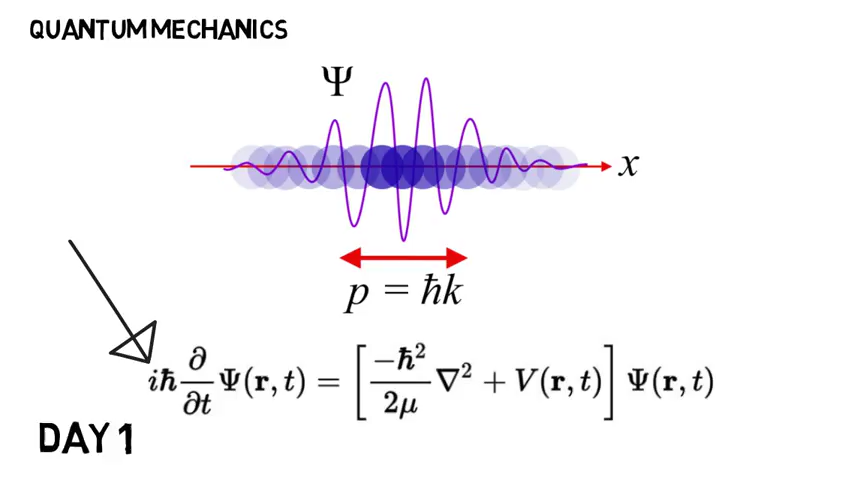 QUANTUM MECHANICS
Ψ
x
p = ℏk
iℏ ∂/∂t Ψ(r, t) = [−ℏ²/2μ ∇² + V(r, t)] Ψ(r, t)
DAY 1